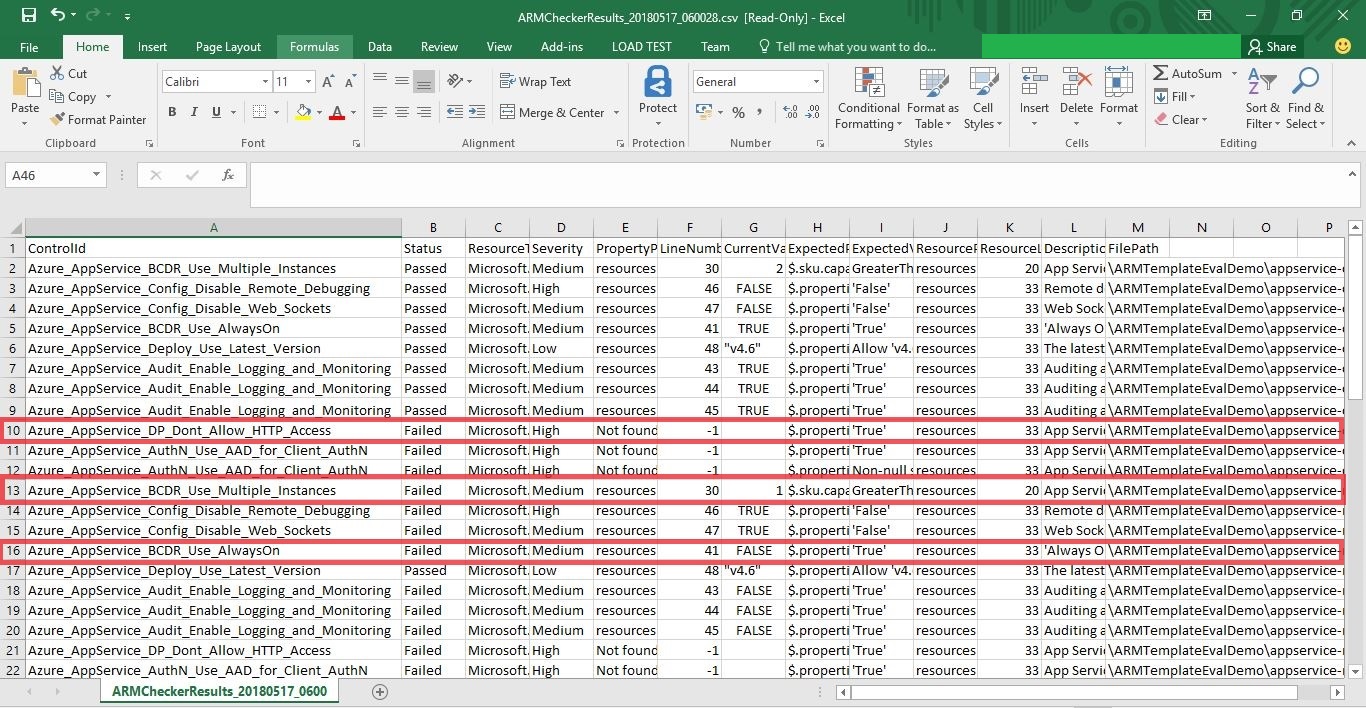 ARMCheckerResults_20180517_060028.csv [Read-Only] - Excel
File Home Insert Page Layout Formulas Data Review View Add-ins LOAD TEST Team Tell me what you want to do... Share
Cut
Copy
Format Painter
Paste
Calibri 11
B I U
A A
Wrap Text
Merge & Center
Protect
General
% ,
Conditional Formatting
Format as Table
Cell Styles
Insert Delete Format
AutoSum
Fill
Clear
Sort & Filter
Find & Select
Clipboard Font Alignment Protection Number Styles Cells Editing
A46 fx
A B C D E F G H I J K L M N O P
1 ControlId Status ResourceT Severity PropertyP LineNumb CurrentVa ExpectedP ExpectedV ResourceP ResourceL Descriptio FilePath
2 Azure_AppService_BCDR_Use_Multiple_Instances Passed Microsoft. Medium resources 30 2 $.sku.capa GreaterTh resources 20 App Servic \ARMTemplateEvalDemo\appservice-
3 Azure_AppService_Config_Disable_Remote_Debugging Passed Microsoft. High resources 46 FALSE $.properti 'False' resources 33 Remote d \ARMTemplateEvalDemo\appservice-
4 Azure_AppService_Config_Disable_Web_Sockets Passed Microsoft. Medium resources 47 FALSE $.properti 'False' resources 33 Web Sock \ARMTemplateEvalDemo\appservice-
5 Azure_AppService_BCDR_Use_AlwaysOn Passed Microsoft. Medium resources 41 TRUE $.properti 'True' resources 33 'Always O \ARMTemplateEvalDemo\appservice-
6 Azure_AppService_Deploy_Use_Latest_Version Passed Microsoft. Low resources 48 "v4.6" $.properti Allow 'v4. resources 33 The latest \ARMTemplateEvalDemo\appservice-
7 Azure_AppService_Audit_Enable_Logging_and_Monitoring Passed Microsoft. Medium resources 43 TRUE $.properti 'True' resources 33 Auditing a \ARMTemplateEvalDemo\appservice-
8 Azure_AppService_Audit_Enable_Logging_and_Monitoring Passed Microsoft. Medium resources 44 TRUE $.properti 'True' resources 33 Auditing a \ARMTemplateEvalDemo\appservice-
9 Azure_AppService_Audit_Enable_Logging_and_Monitoring Passed Microsoft. Medium resources 45 TRUE $.properti 'True' resources 33 Auditing a \ARMTemplateEvalDemo\appservice-
10 Azure_AppService_DP_Dont_Allow_HTTP_Access Failed Microsoft. High Not found -1 $.properti 'True' resources 33 App Servic \ARMTemplateEvalDemo\appservice-
11 Azure_AppService_AuthN_Use_AAD_for_Client_AuthN Failed Microsoft. High Not found -1 $.properti 'True' resources 33 App Servic \ARMTemplateEvalDemo\appservice-
12 Azure_AppService_AuthN_Use_AAD_for_Client_AuthN Failed Microsoft. High Not found -1 $.properti Non-null s resources 33 App Servic \ARMTemplateEvalDemo\appservice-
13 Azure_AppService_BCDR_Use_Multiple_Instances Failed Microsoft. Medium resources 30 1 $.sku.capa GreaterTh resources 20 App Servic \ARMTemplateEvalDemo\appservice-
14 Azure_AppService_Config_Disable_Remote_Debugging Failed Microsoft. High resources 46 TRUE $.properti 'False' resources 33 Remote d \ARMTemplateEvalDemo\appservice-
15 Azure_AppService_Config_Disable_Web_Sockets Failed Microsoft. Medium resources 47 TRUE $.properti 'False' resources 33 Web Sock \ARMTemplateEvalDemo\appservice-
16 Azure_AppService_BCDR_Use_AlwaysOn Failed Microsoft. Medium resources 41 FALSE $.properti 'True' resources 33 'Always O \ARMTemplateEvalDemo\appservice-
17 Azure_AppService_Deploy_Use_Latest_Version Failed Microsoft. Low resources 48 "v4.6" $.properti Allow 'v4. resources 33 The latest \ARMTemplateEvalDemo\appservice-
18 Azure_AppService_Audit_Enable_Logging_and_Monitoring Failed Microsoft. Medium resources 43 FALSE $.properti 'True' resources 33 Auditing a \ARMTemplateEvalDemo\appservice-
19 Azure_AppService_Audit_Enable_Logging_and_Monitoring Failed Microsoft. Medium resources 44 FALSE $.properti 'True' resources 33 Auditing a \ARMTemplateEvalDemo\appservice-
20 Azure_AppService_Audit_Enable_Logging_and_Monitoring Failed Microsoft. Medium resources 45 FALSE $.properti 'True' resources 33 Auditing a \ARMTemplateEvalDemo\appservice-
21 Azure_AppService_DP_Dont_Allow_HTTP_Access Failed Microsoft. High Not found -1 $.properti 'True' resources 33 App Servic \ARMTemplateEvalDemo\appservice-
22 Azure_AppService_AuthN_Use_AAD_for_Client_AuthN Failed Microsoft. High Not found -1 $.properti 'True' resources 33 App Servic \ARMTemplateEvalDemo\appservice-
ARMCheckerResults_20180517_0600